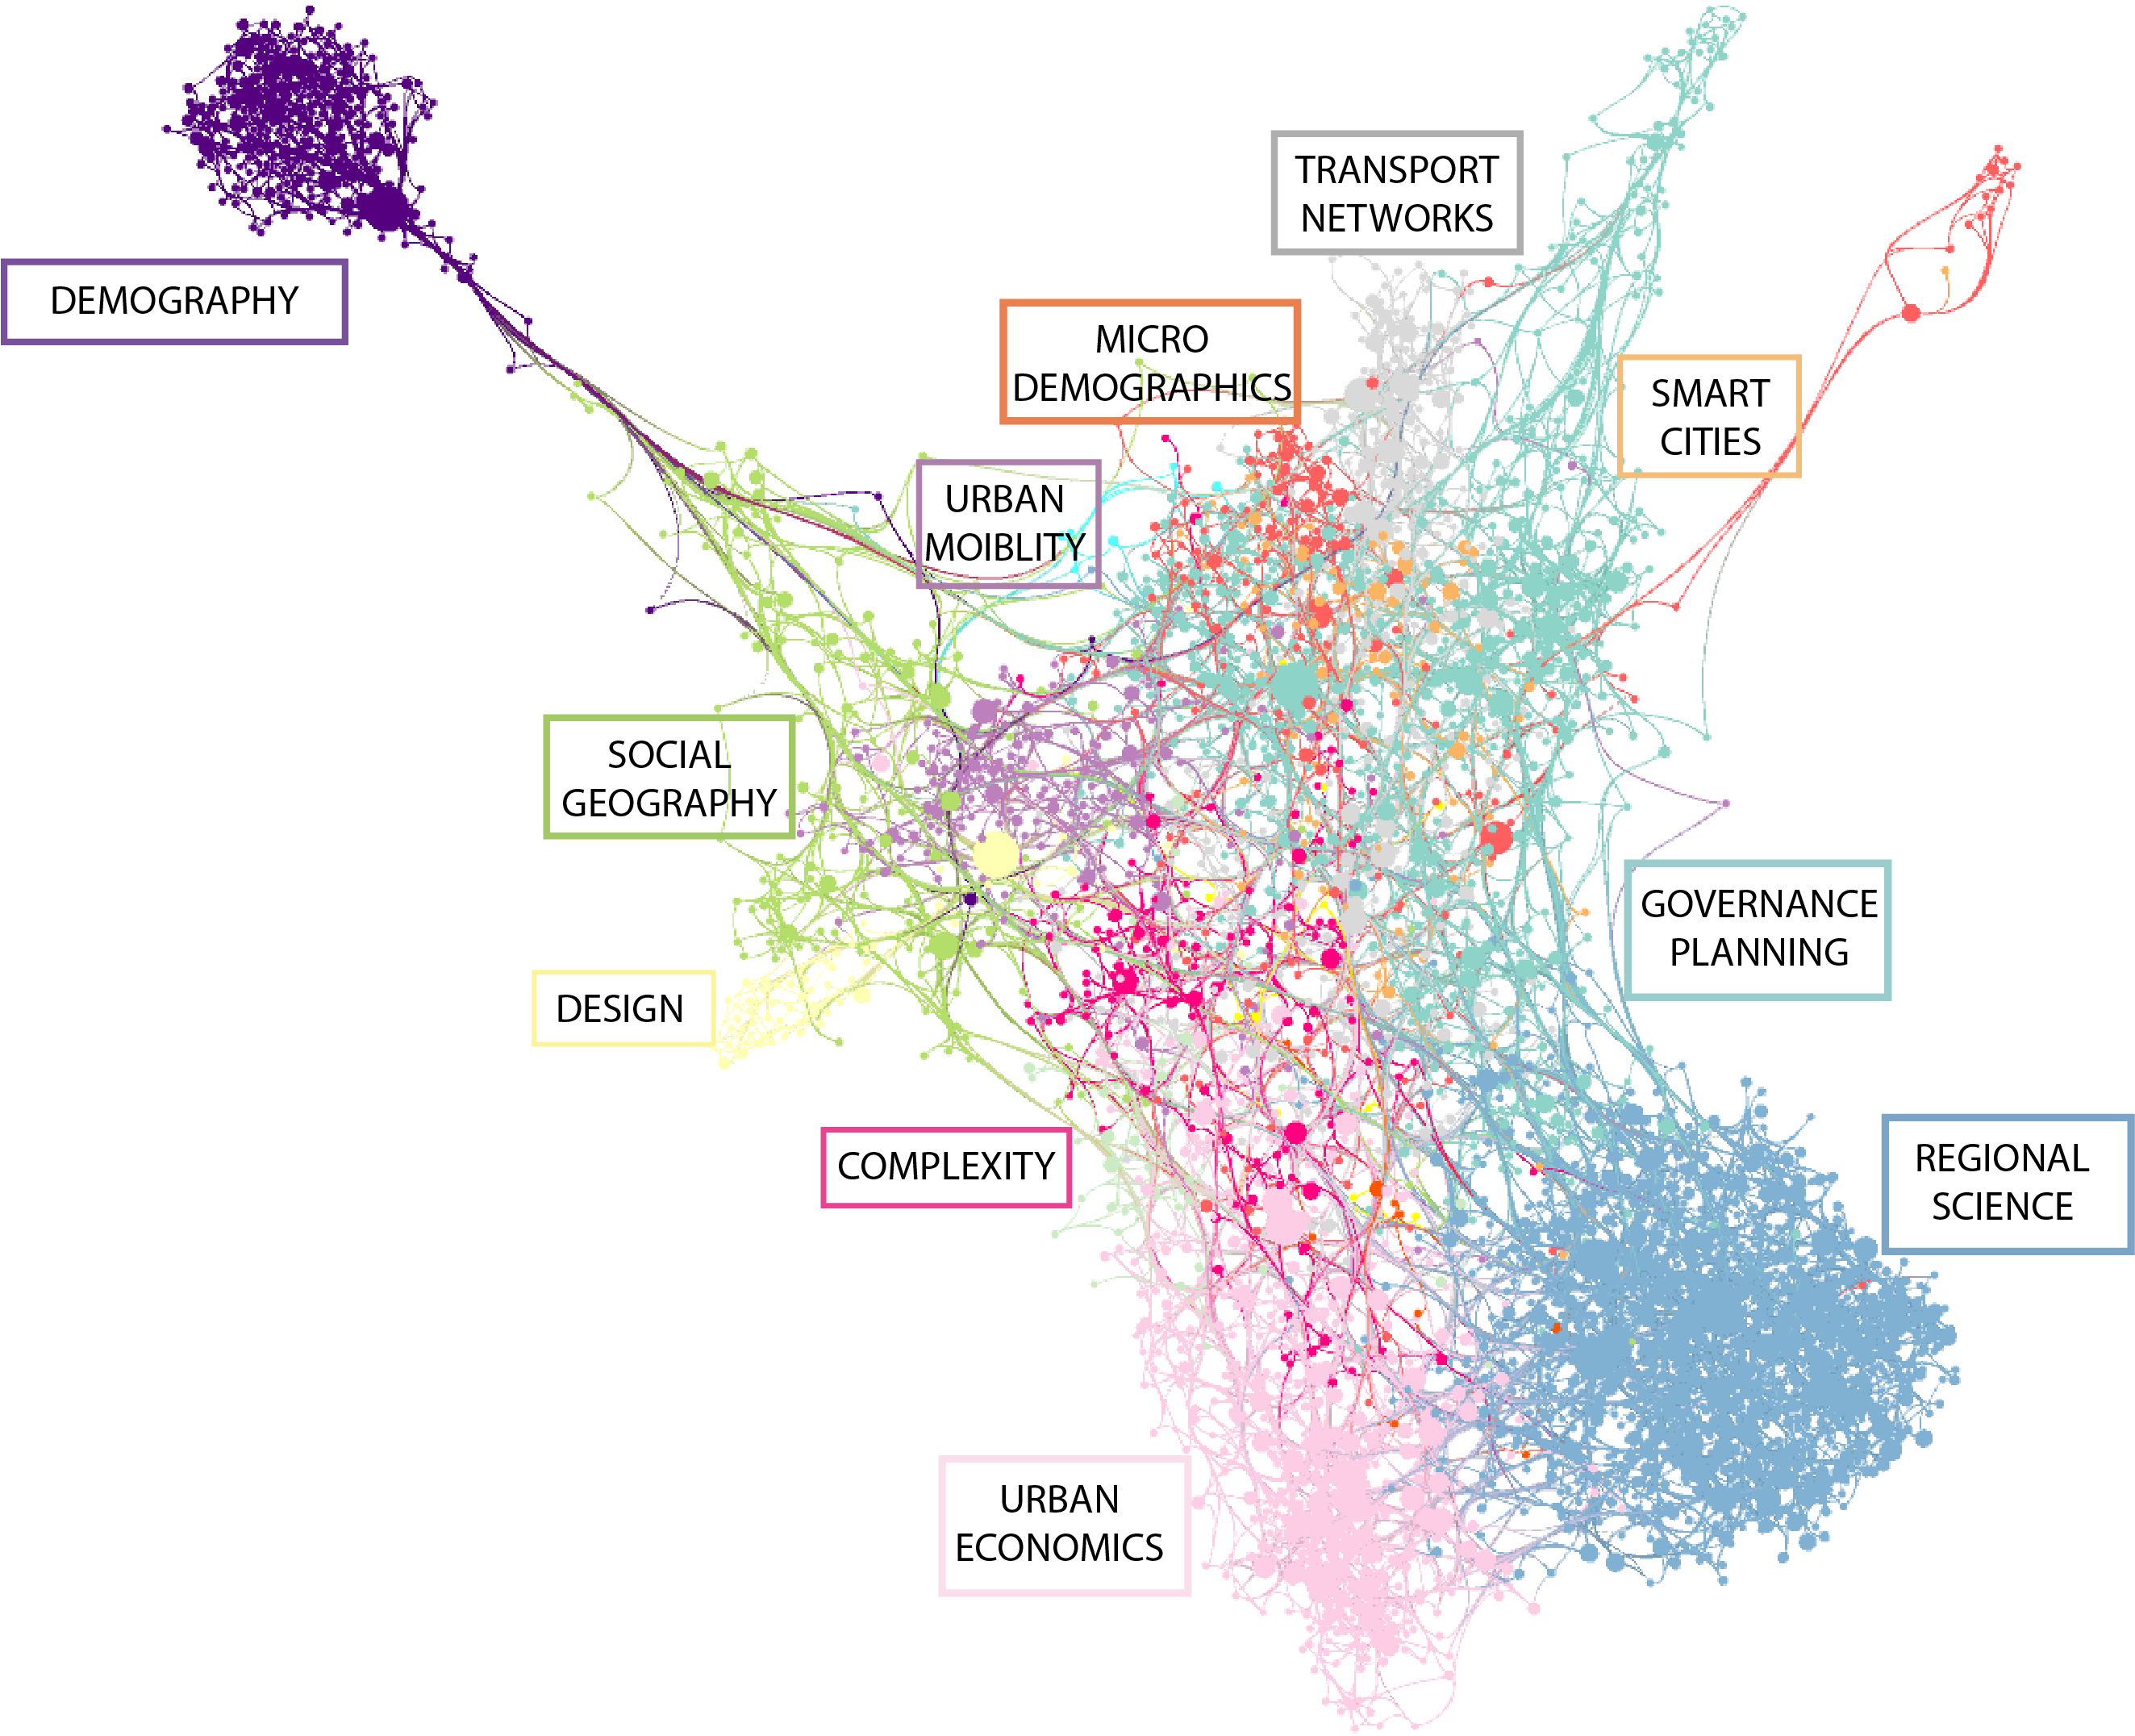 TRANSPORT
NETWORKS
DEMOGRAPHY
MICRO
DEMOGRAPHICS
SMART
CITIES
URBAN
MOIBLITY
SOCIAL
GEOGRAPHY
GOVERNANCE
PLANNING
DESIGN
COMPLEXITY
REGIONAL
SCIENCE
URBAN
ECONOMICS